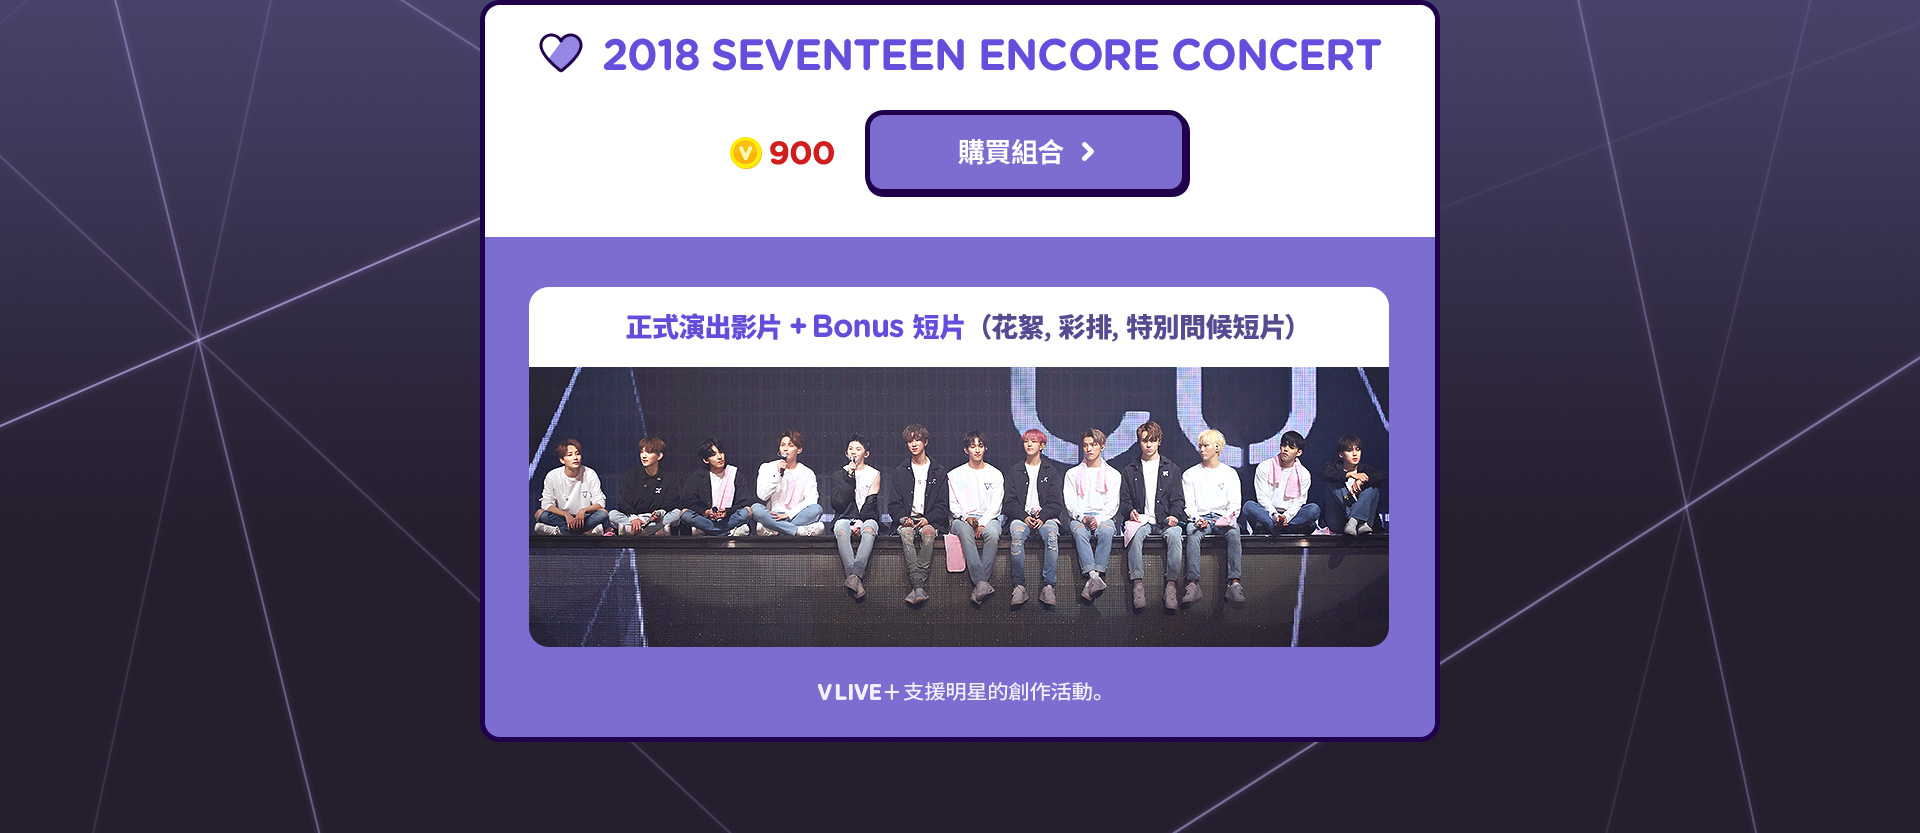 2018 SEVENTEEN ENCORE CONCERT
V 900
購買組合 >
正式演出影片 + Bonus 短片（花絮, 彩排, 特別問候短片）
V LIVE+ 支援明星的創作活動。